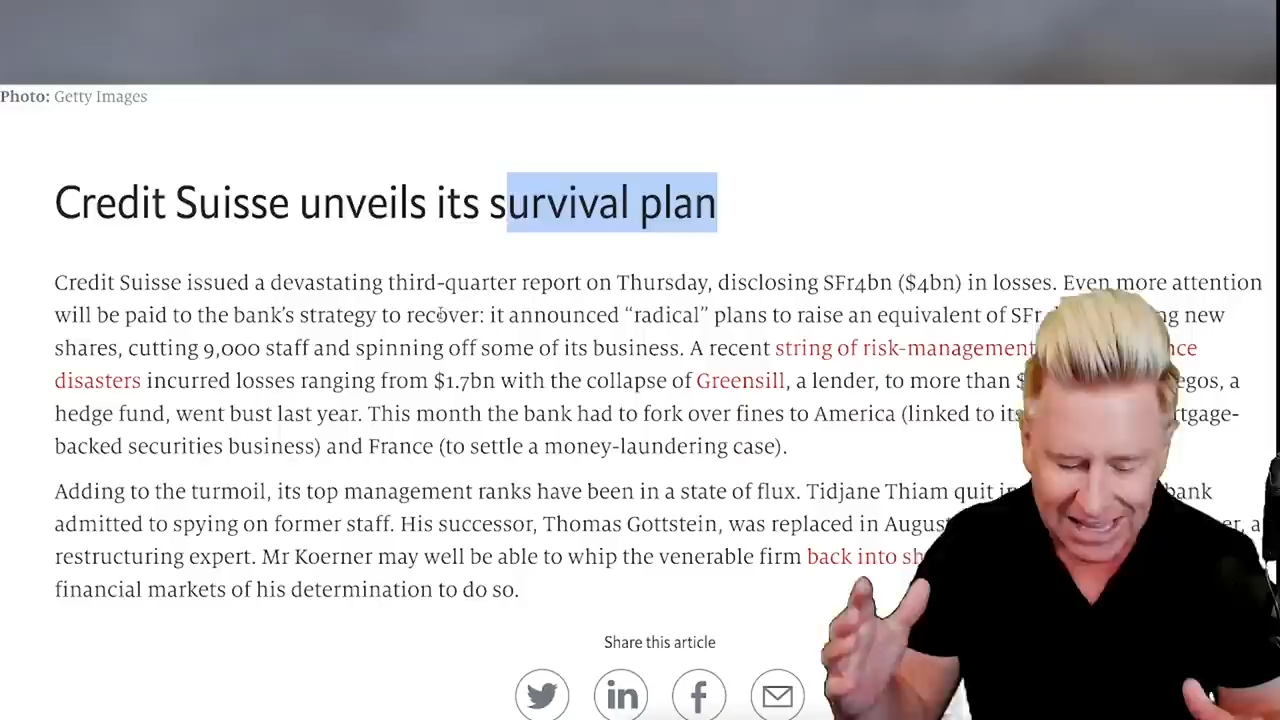 Photo: Getty Images
Credit Suisse unveils its survival plan
Credit Suisse issued a devastating third-quarter report on Thursday, disclosing SFr4bn ($4bn) in losses. Even more attention
will be paid to the bank's strategy to recover: it announced “radical” plans to raise an equivalent of SFr new
shares, cutting 9,000 staff and spinning off some of its business. A recent string of risk-management
disasters incurred losses ranging from $1.7bn with the collapse of Greensill, a lender, to more than a
hedge fund, went bust last year. This month the bank had to fork over fines to America (linked to its
backed securities business) and France (to settle a money-laundering case).
Adding to the turmoil, its top management ranks have been in a state of flux. Tidjane Thiam quit bank
admitted to spying on former staff. His successor, Thomas Gottstein, was replaced in
restructuring expert. Mr Koerner may well be able to whip the venerable firm back into
financial markets of his determination to do so.
Share this article
in
f